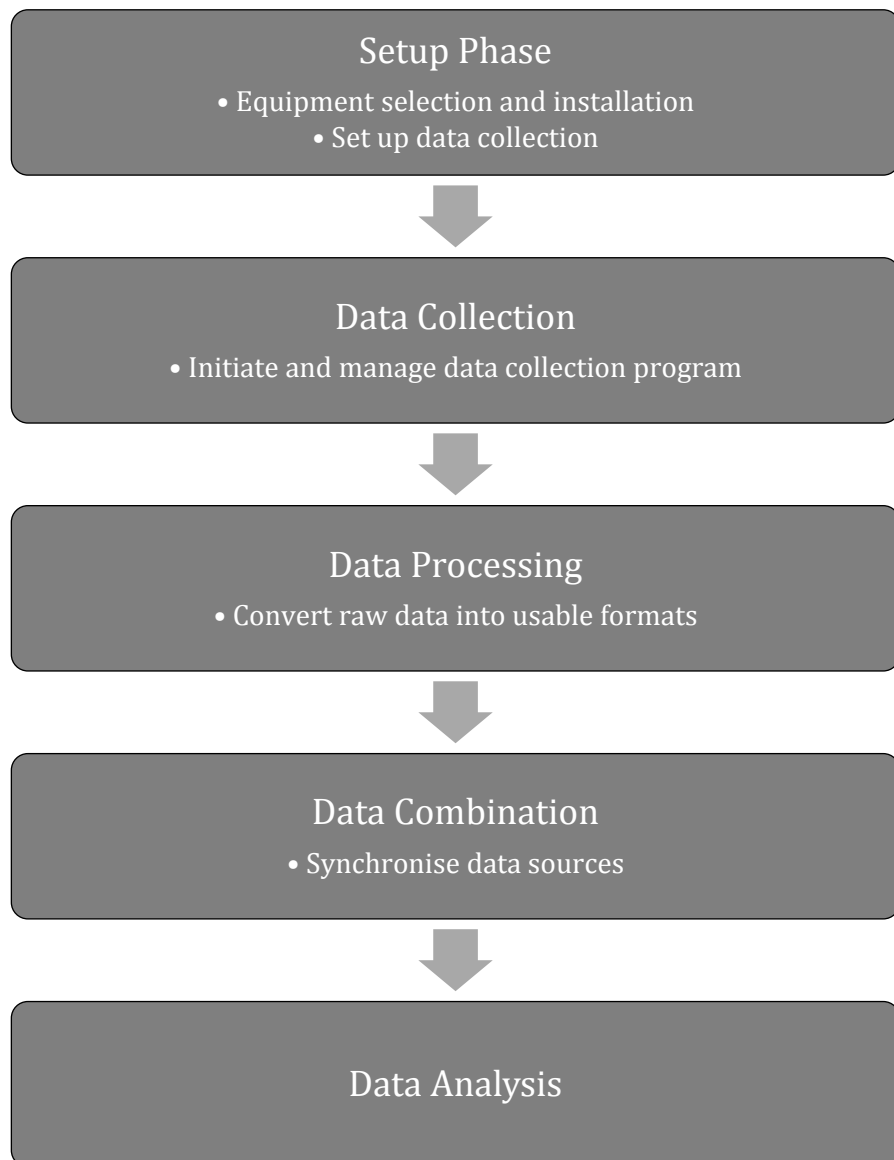 Setup Phase
• Equipment selection and installation
• Set up data collection
Data Collection
• Initiate and manage data collection program
Data Processing
• Convert raw data into usable formats
Data Combination
• Synchronise data sources
Data Analysis